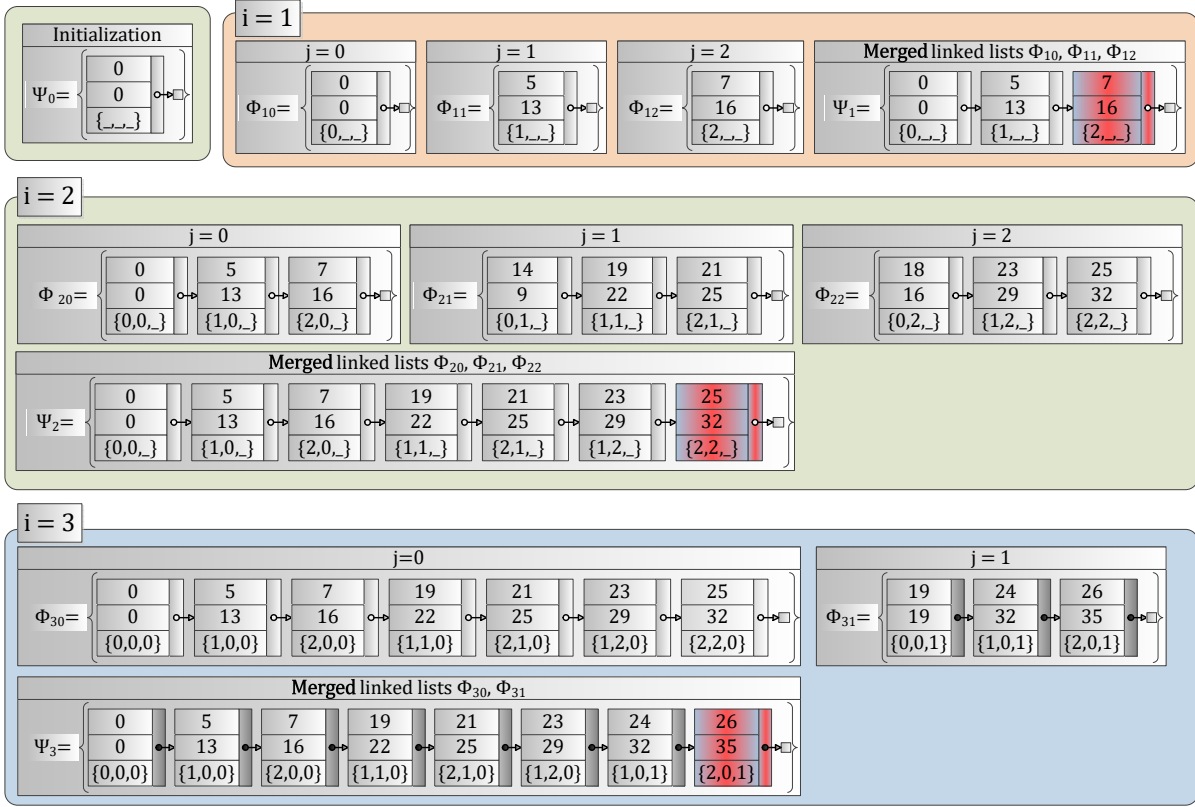 Initialization
Ψ0=
0
0
{_,_,_}
i = 1
j = 0
Φ10=
0
0
{0,_,_}
j = 1
Φ11=
5
13
{1,_,_}
j = 2
Φ12=
7
16
{2,_,_}
Merged linked lists Φ10, Φ11, Φ12
Ψ1=
0 5 7
0 13 16
{0,_,_} {1,_,_} {2,_,_}
i = 2
j = 0
Φ 20=
0 5 7
0 13 16
{0,0,_} {1,0,_} {2,0,_}
j = 1
Φ21=
14 19 21
9 22 25
{0,1,_} {1,1,_} {2,1,_}
j = 2
Φ22=
18 23 25
16 29 32
{0,2,_} {1,2,_} {2,2,_}
Merged linked lists Φ20, Φ21, Φ22
Ψ2=
0 5 7 19 21 23 25
0 13 16 22 25 29 32
{0,0,_} {1,0,_} {2,0,_} {1,1,_} {2,1,_} {1,2,_} {2,2,_}
i = 3
j=0
Φ30=
0 5 7 19 21 23 25
0 13 16 22 25 29 32
{0,0,0} {1,0,0} {2,0,0} {1,1,0} {2,1,0} {1,2,0} {2,2,0}
j = 1
Φ31=
19 24 26
19 32 35
{0,0,1} {1,0,1} {2,0,1}
Merged linked lists Φ30, Φ31
Ψ3=
0 5 7 19 21 23 24 26
0 13 16 22 25 29 32 35
{0,0,0} {1,0,0} {2,0,0} {1,1,0} {2,1,0} {1,2,0} {1,0,1} {2,0,1}